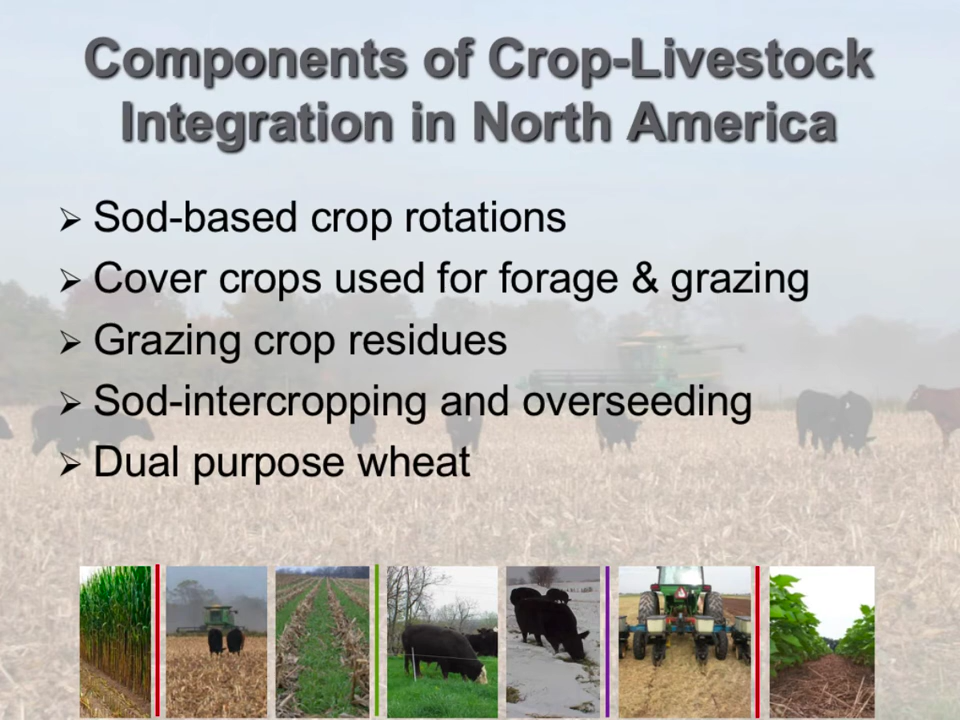 Components of Crop-Livestock
Integration in North America
➢ Sod-based crop rotations
➢ Cover crops used for forage & grazing
➢ Grazing crop residues
➢ Sod-intercropping and overseeding
➢ Dual purpose wheat